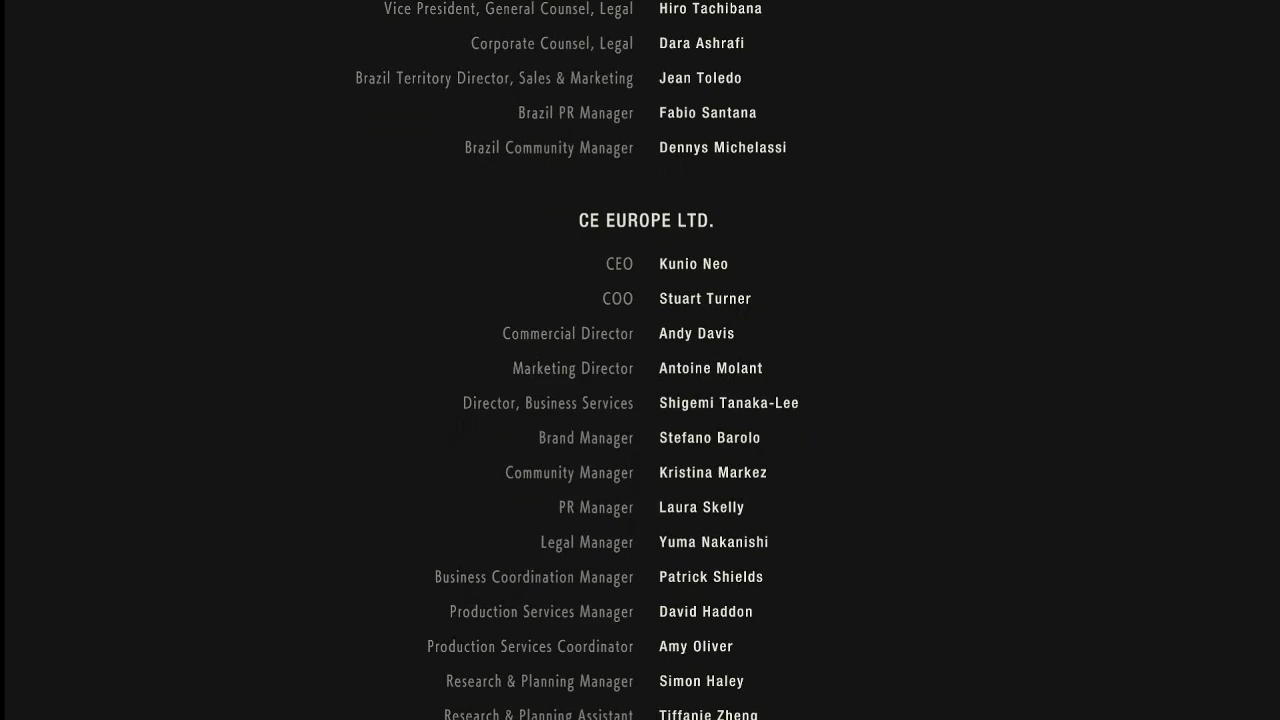 Vice President, General Counsel, Legal Hiro Tachibana
Corporate Counsel, Legal Dara Ashrafi
Brazil Territory Director, Sales & Marketing Jean Toledo
Brazil PR Manager Fabio Santana
Brazil Community Manager Dennys Michelassi
CE EUROPE LTD.
CEO Kunio Neo
COO Stuart Turner
Commercial Director Andy Davis
Marketing Director Antoine Molant
Director, Business Services Shigemi Tanaka-Lee
Brand Manager Stefano Barolo
Community Manager Kristina Markez
PR Manager Laura Skelly
Legal Manager Yuma Nakanishi
Business Coordination Manager Patrick Shields
Production Services Manager David Haddon
Production Services Coordinator Amy Oliver
Research & Planning Manager Simon Haley
Research & Planning Assistant Tiffanie Zheng